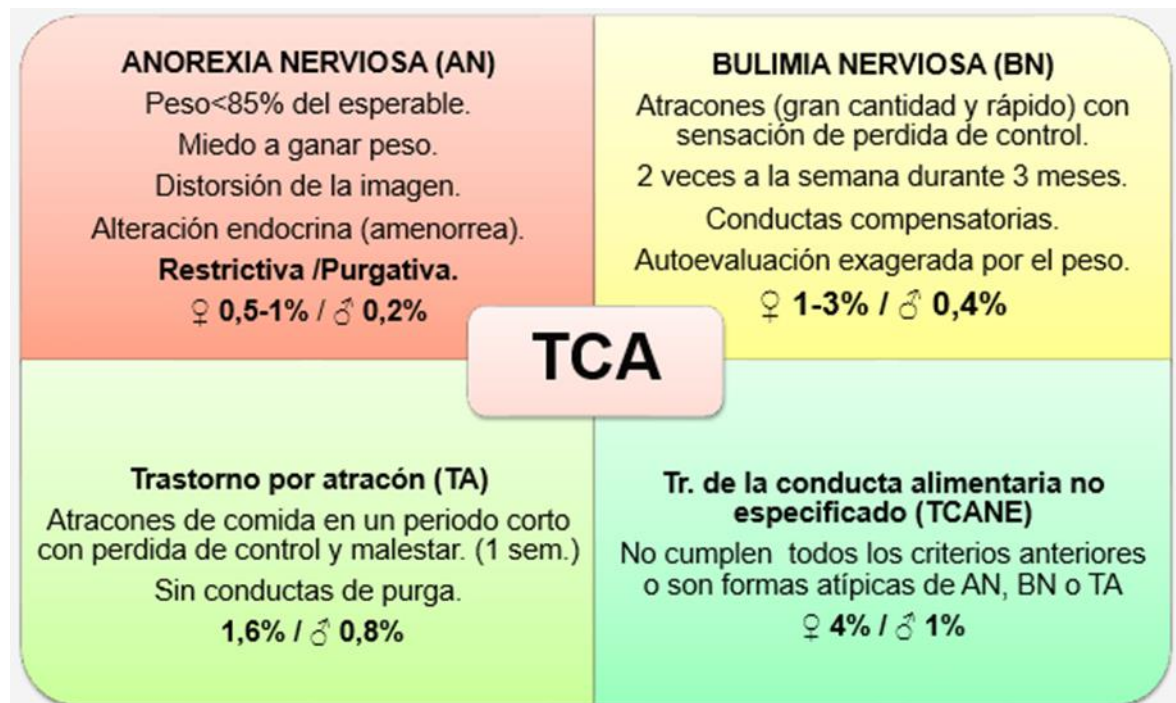 ANOREXIA NERVIOSA (AN)
Peso<85% del esperable.
Miedo a ganar peso.
Distorsión de la imagen.
Alteración endocrina (amenorrea).
Restrictiva /Purgativa.
♀ 0,5-1% / ♂ 0,2%
BULIMIA NERVIOSA (BN)
Atracones (gran cantidad y rápido) con
sensación de perdida de control.
2 veces a la semana durante 3 meses.
Conductas compensatorias.
Autoevaluación exagerada por el peso.
♀ 1-3% / ♂ 0,4%
TCA
Trastorno por atracón (TA)
Atracones de comida en un periodo corto
con perdida de control y malestar. (1 sem.)
Sin conductas de purga.
1,6% / ♂ 0,8%
Tr. de la conducta alimentaria no
especificado (TCANE)
No cumplen todos los criterios anteriores
o son formas atípicas de AN, BN o TA
♀ 4% / ♂ 1%